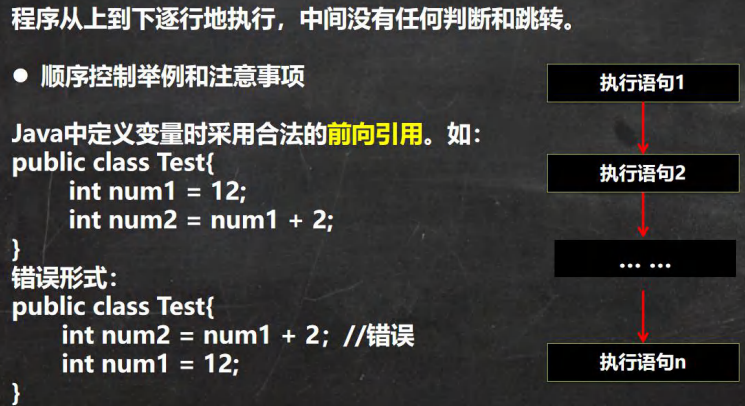 程序从上到下逐行地执行，中间没有任何判断和跳转。
● 顺序控制举例和注意事项
Java中定义变量时采用合法的前向引用。如：
public class Test{
int num1 = 12;
int num2 = num1 + 2;
}
错误形式：
public class Test{
int num2 = num1 + 2；//错误
int num1 = 12;
}
执行语句1
执行语句2
... ...
执行语句n